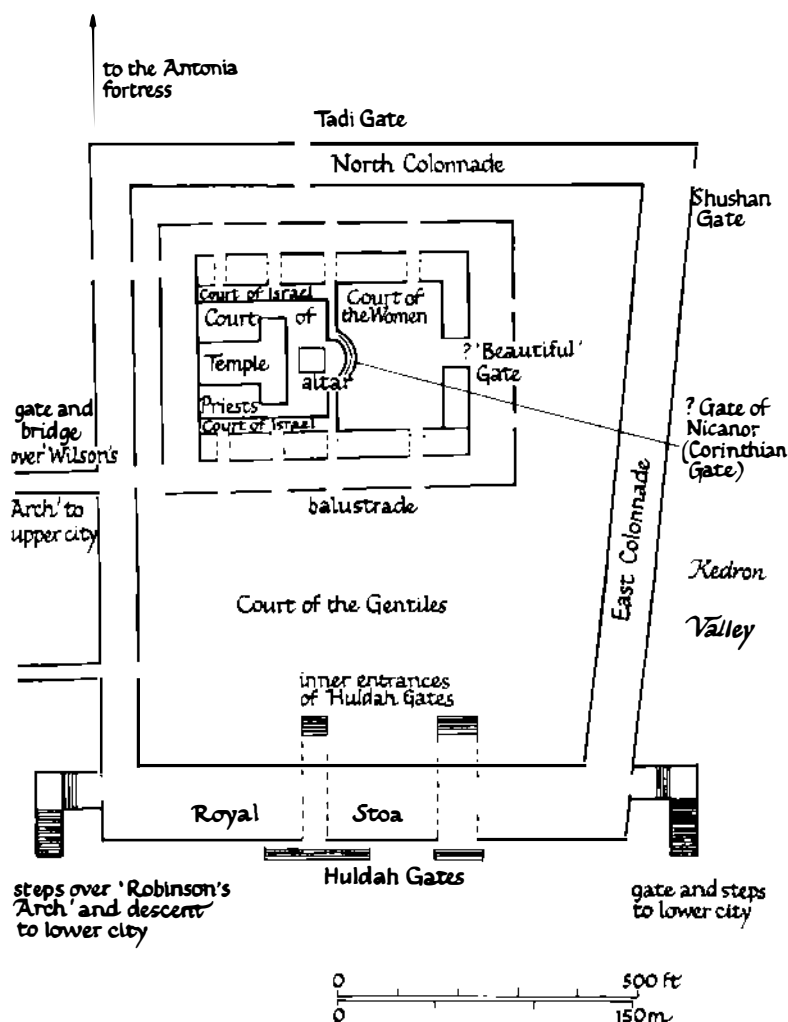 to the Antonia
fortress
Tadi Gate
North Colonnade
Shushan
Gate
Court of Israel
Court of
the Women
Court of
Temple
altar
Priests
Court of Israel
? 'Beautiful'
Gate
gate and
bridge
over 'Wilson's
Arch' to
upper city
? Gate of
Nicanor
(Corinthian
Gate)
balustrade
East Colonnade
Kedron
Valley
Court of the Gentiles
inner entrances
of Huldah Gates
Royal Stoa
Huldah Gates
steps over 'Robinson's
Arch' and descent
to lower city
gate and steps
to lower city
0 500 ft
0 150 m